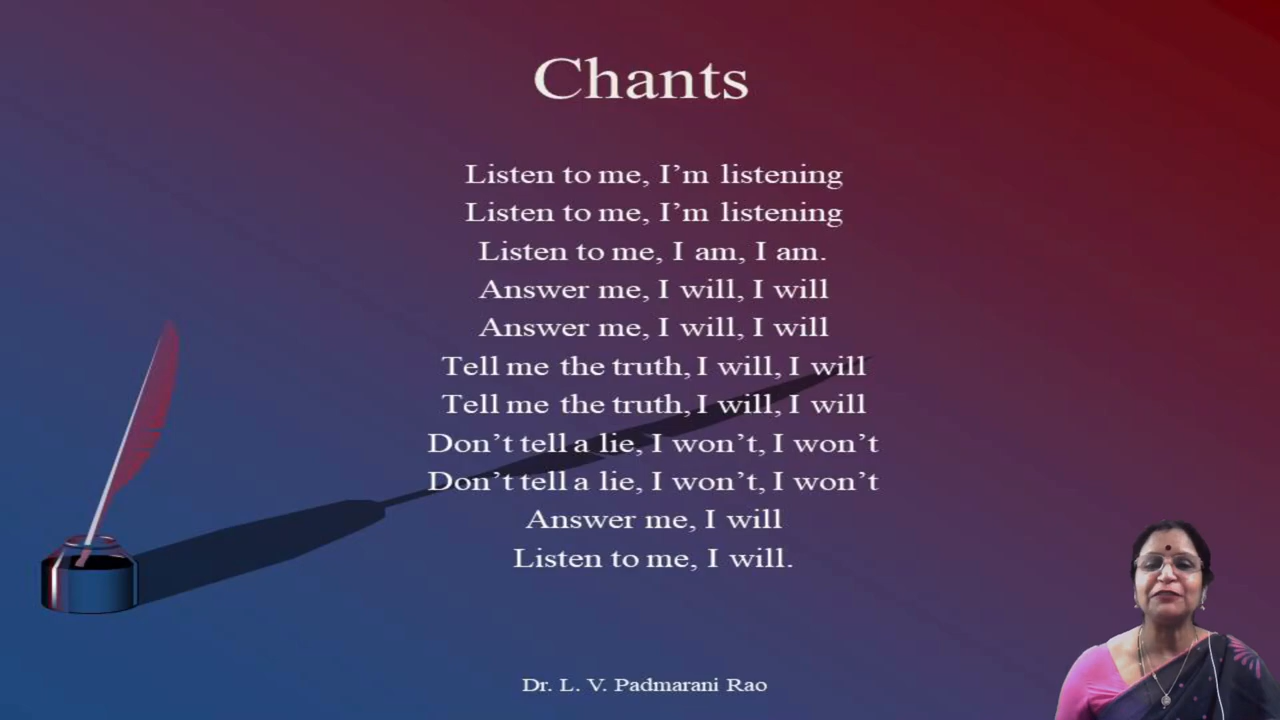 Chants
Listen to me, I’m listening
Listen to me, I’m listening
Listen to me, I am, I am.
Answer me, I will, I will
Answer me, I will, I will
Tell me the truth, I will, I will
Tell me the truth, I will, I will
Don’t tell a lie, I won’t, I won’t
Don’t tell a lie, I won’t, I won’t
Answer me, I will
Listen to me, I will.
Dr. L. V. Padmarani Rao